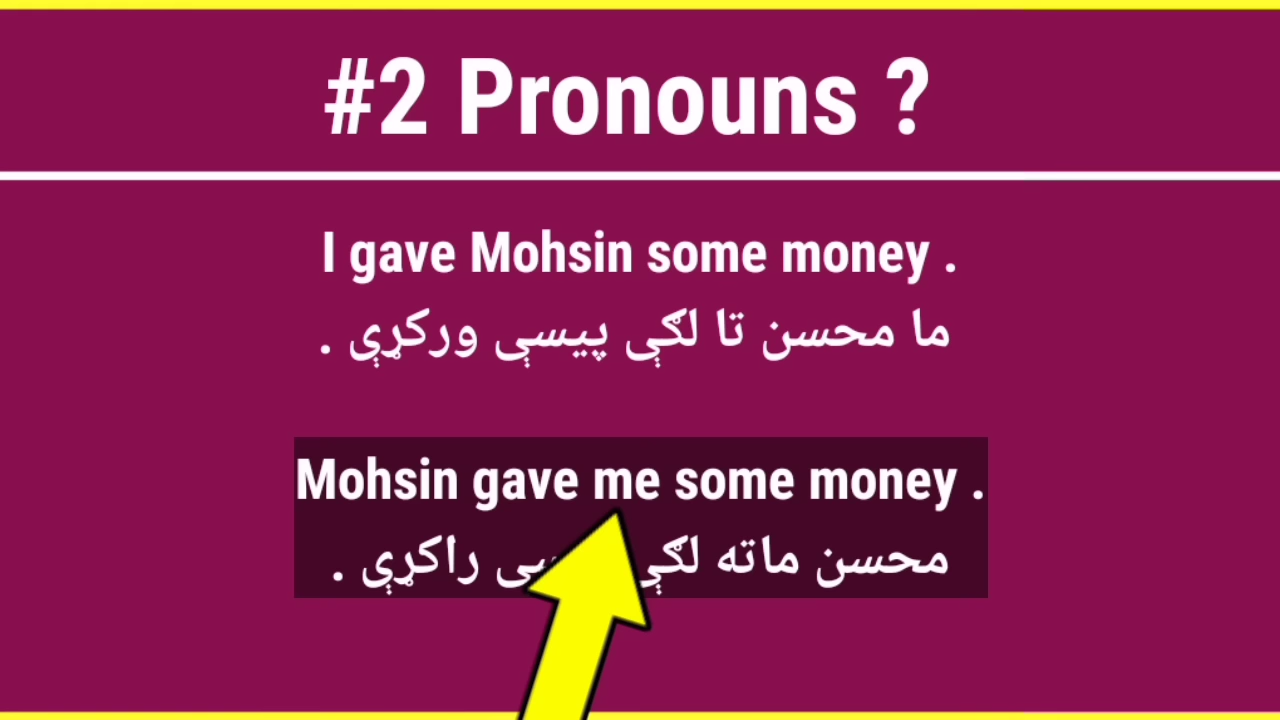 #2 Pronouns ?
I gave Mohsin some money .
ما محسن تا لږې پیسې ورکړې .
Mohsin gave me some money .
محسن ماته لږې راکړې .